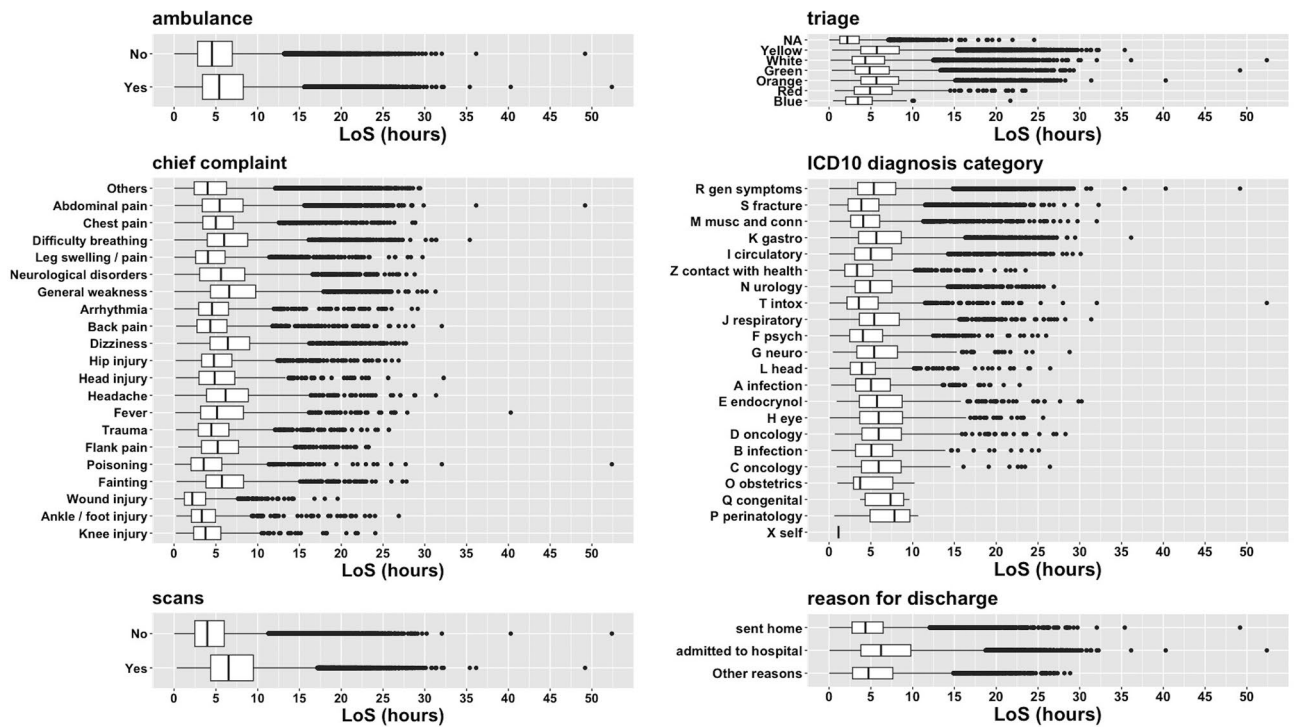 ambulance
No
Yes
0 5 10 15 20 25 30 35 40 45 50
LoS (hours)
triage
NA
Yellow
White
Green
Orange
Red
Blue
0 5 10 15 20 25 30 35 40 45 50
LoS (hours)
chief complaint
Others
Abdominal pain
Chest pain
Difficulty breathing
Leg swelling / pain
Neurological disorders
General weakness
Arrhythmia
Back pain
Dizziness
Hip injury
Head injury
Headache
Fever
Trauma
Flank pain
Poisoning
Fainting
Wound injury
Ankle / foot injury
Knee injury
0 5 10 15 20 25 30 35 40 45 50
LoS (hours)
ICD10 diagnosis category
R gen symptoms
S fracture
M musc and conn
K gastro
I circulatory
Z contact with health
N urology
T intox
J respiratory
F psych
G neuro
L head
A infection
E endocrynol
H eye
D oncology
B infection
C oncology
O obstetrics
Q congenital
P perinatology
X self
0 5 10 15 20 25 30 35 40 45 50
LoS (hours)
scans
No
Yes
0 5 10 15 20 25 30 35 40 45 50
LoS (hours)
reason for discharge
sent home
admitted to hospital
Other reasons
0 5 10 15 20 25 30 35 40 45 50
LoS (hours)